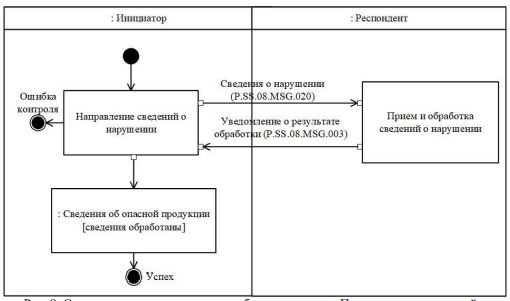 : Инициатор
: Респондент
Ошибка
контроля
Направление сведений о
нарушении
Сведения о нарушении
(P.SS.08.MSG.020)
Уведомление о результате
обработки (P.SS.08.MSG.003)
Прием и обработка
сведений о нарушении
: Сведения об опасной продукции
[сведения обработаны]
Успех